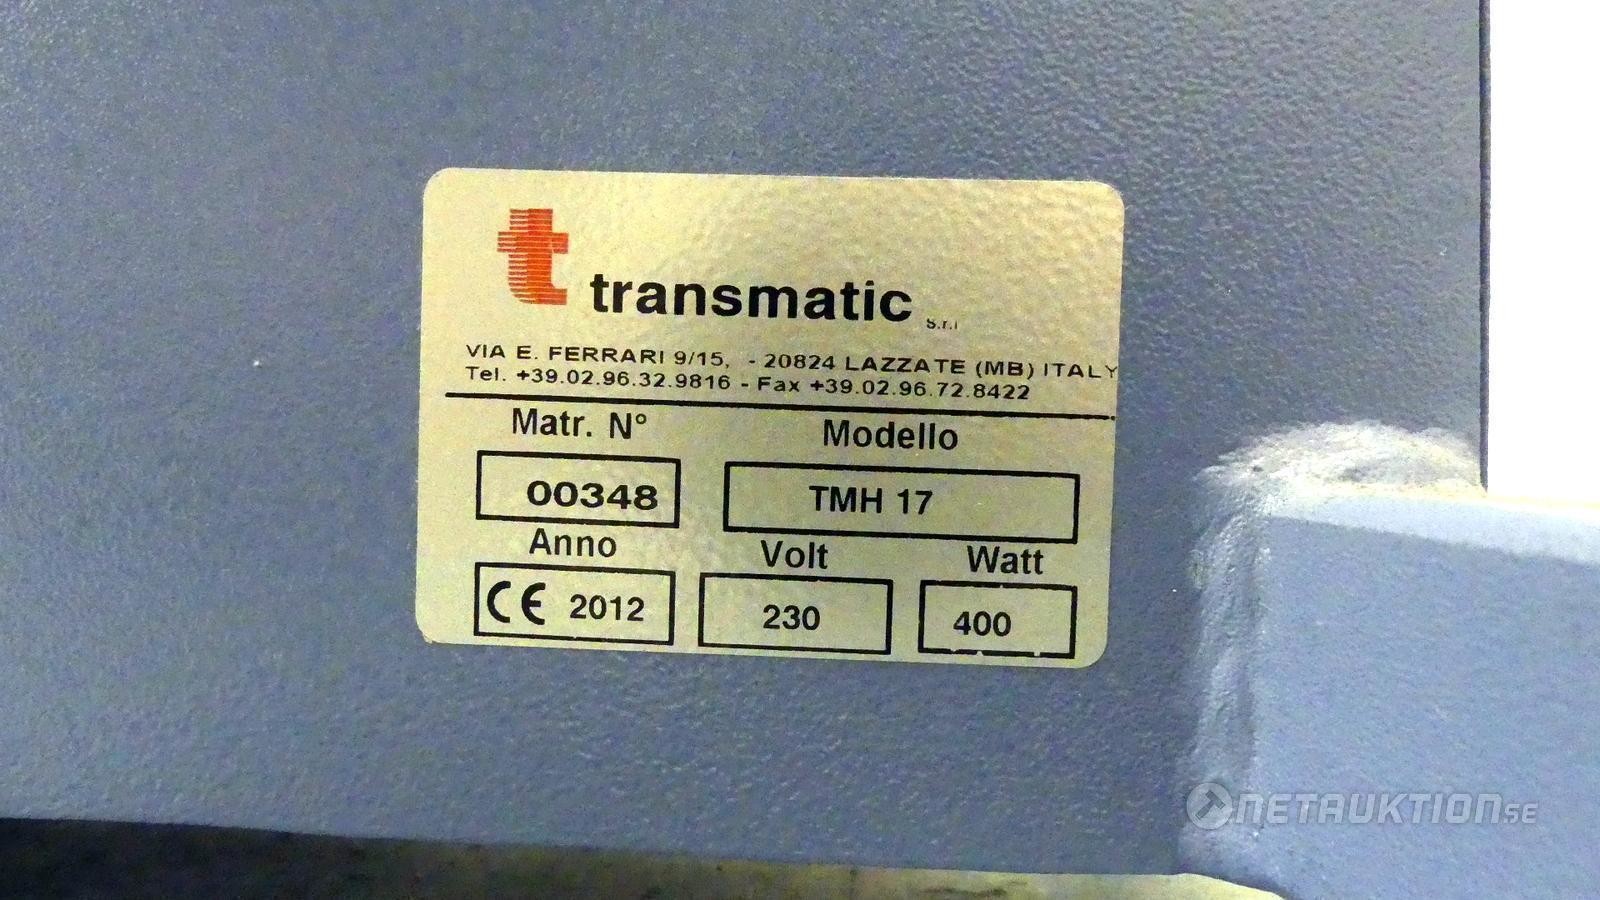 t transmatic s.r.l
VIA E. FERRARI 9/15, - 20824 LAZZATE (MB) ITALY
Tel. +39.02.96.32.9816 - Fax +39.02.96.72.8422
Matr. N° Modello
00348 TMH 17
Anno Volt Watt
CE 2012 230 400
NETAUKTION.SE